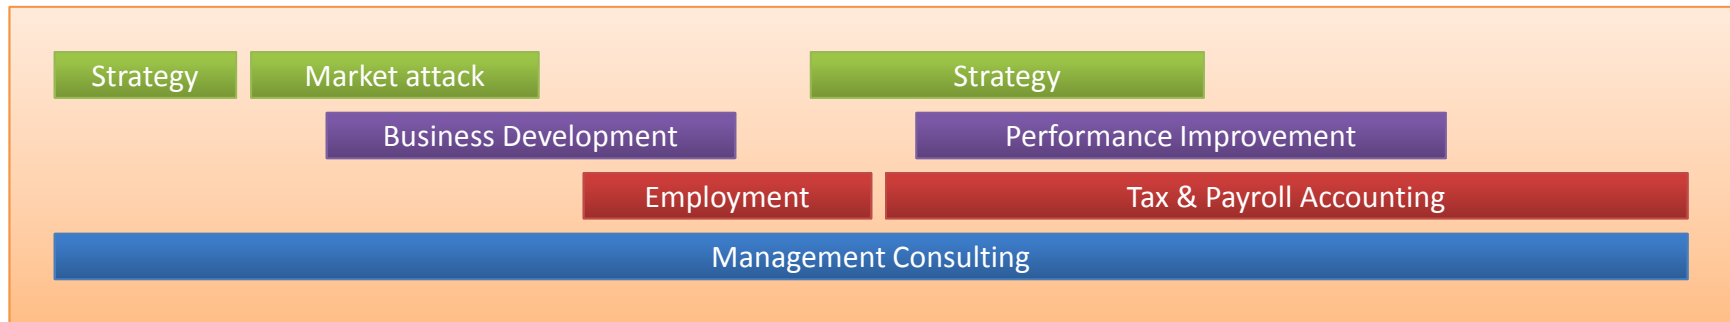 Strategy
Market attack
Strategy
Business Development
Performance Improvement
Employment
Tax & Payroll Accounting
Management Consulting